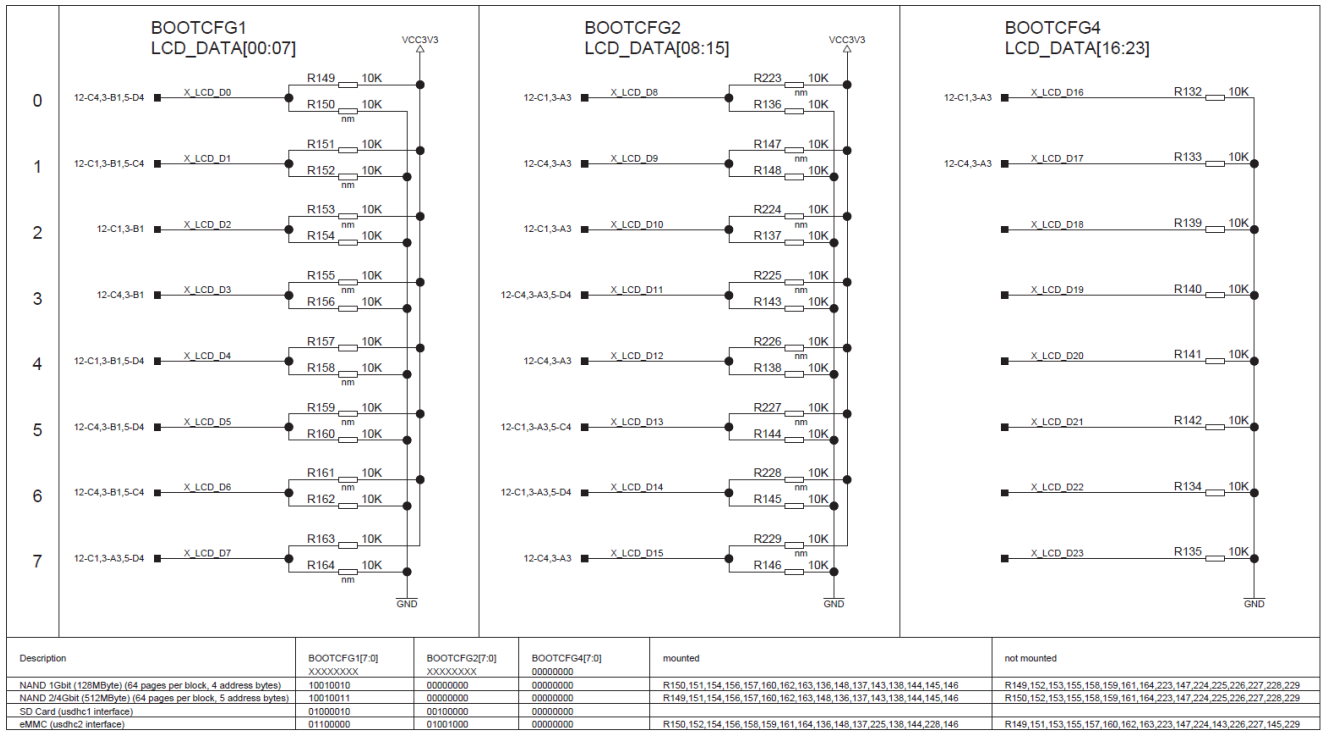 BOOTCFG1
LCD_DATA[00:07]
VCC3V3
0
12-C4,3-B1,5-D4 X_LCD_D0 R149 10K
R150 10K
nm
1
12-C1,3-B1,5-C4 X_LCD_D1 R151 10K
R152 10K
nm
2
12-C1,3-B1 X_LCD_D2 R153 10K
nm
R154 10K
3
12-C4,3-B1 X_LCD_D3 R155 10K
nm
R156 10K
4
12-C1,3-B1,5-D4 X_LCD_D4 R157 10K
R158 10K
nm
5
12-C4,3-B1,5-D4 X_LCD_D5 R159 10K
nm
R160 10K
6
12-C4,3-B1,5-C4 X_LCD_D6 R161 10K
nm
R162 10K
7
12-C1,3-A3,5-D4 X_LCD_D7 R163 10K
R164 10K
nm
GND
BOOTCFG2
LCD_DATA[08:15]
VCC3V3
12-C1,3-A3 X_LCD_D8 R223 10K
nm
R136 10K
12-C4,3-A3 X_LCD_D9 R147 10K
nm
R148 10K
12-C1,3-A3 X_LCD_D10 R224 10K
nm
R137 10K
12-C4,3-A3,5-D4 X_LCD_D11 R225 10K
nm
R143 10K
12-C4,3-A3 X_LCD_D12 R226 10K
nm
R138 10K
12-C1,3-A3,5-C4 X_LCD_D13 R227 10K
nm
R144 10K
12-C1,3-A3,5-D4 X_LCD_D14 R228 10K
nm
R145 10K
12-C4,3-A3 X_LCD_D15 R229 10K
nm
R146 10K
GND
BOOTCFG4
LCD_DATA[16:23]
12-C1,3-A3 X_LCD_D16 R132 10K
12-C4,3-A3 X_LCD_D17 R133 10K
X_LCD_D18 R139 10K
X_LCD_D19 R140 10K
X_LCD_D20 R141 10K
X_LCD_D21 R142 10K
X_LCD_D22 R134 10K
X_LCD_D23 R135 10K
GND
Description BOOTCFG1[7:0] BOOTCFG2[7:0] BOOTCFG4[7:0] mounted not mounted
XXXXXXXX XXXXXXXX 00000000
NAND 1Gbit (128MByte) (64 pages per block, 4 address bytes) 10010010 00000000 00000000 R150,151,154,156,157,160,162,163,136,148,137,143,138,144,145,146 R149,152,153,155,158,159,161,164,223,147,224,225,226,227,228,229
NAND 2/4Gbit (512MByte) (64 pages per block, 5 address bytes) 10010011 00000000 00000000 R149,151,154,156,157,160,162,163,148,136,137,143,138,144,145,146 R150,152,153,155,158,159,161,164,223,147,224,225,226,227,228,229
SD Card (usdhc1 interface) 01000010 00100000 00000000
eMMC (usdhc2 interface) 01100000 01001000 00000000 R150,152,154,156,158,159,161,164,136,148,137,225,138,144,228,146 R149,151,153,155,157,160,162,163,223,147,224,143,226,227,145,229